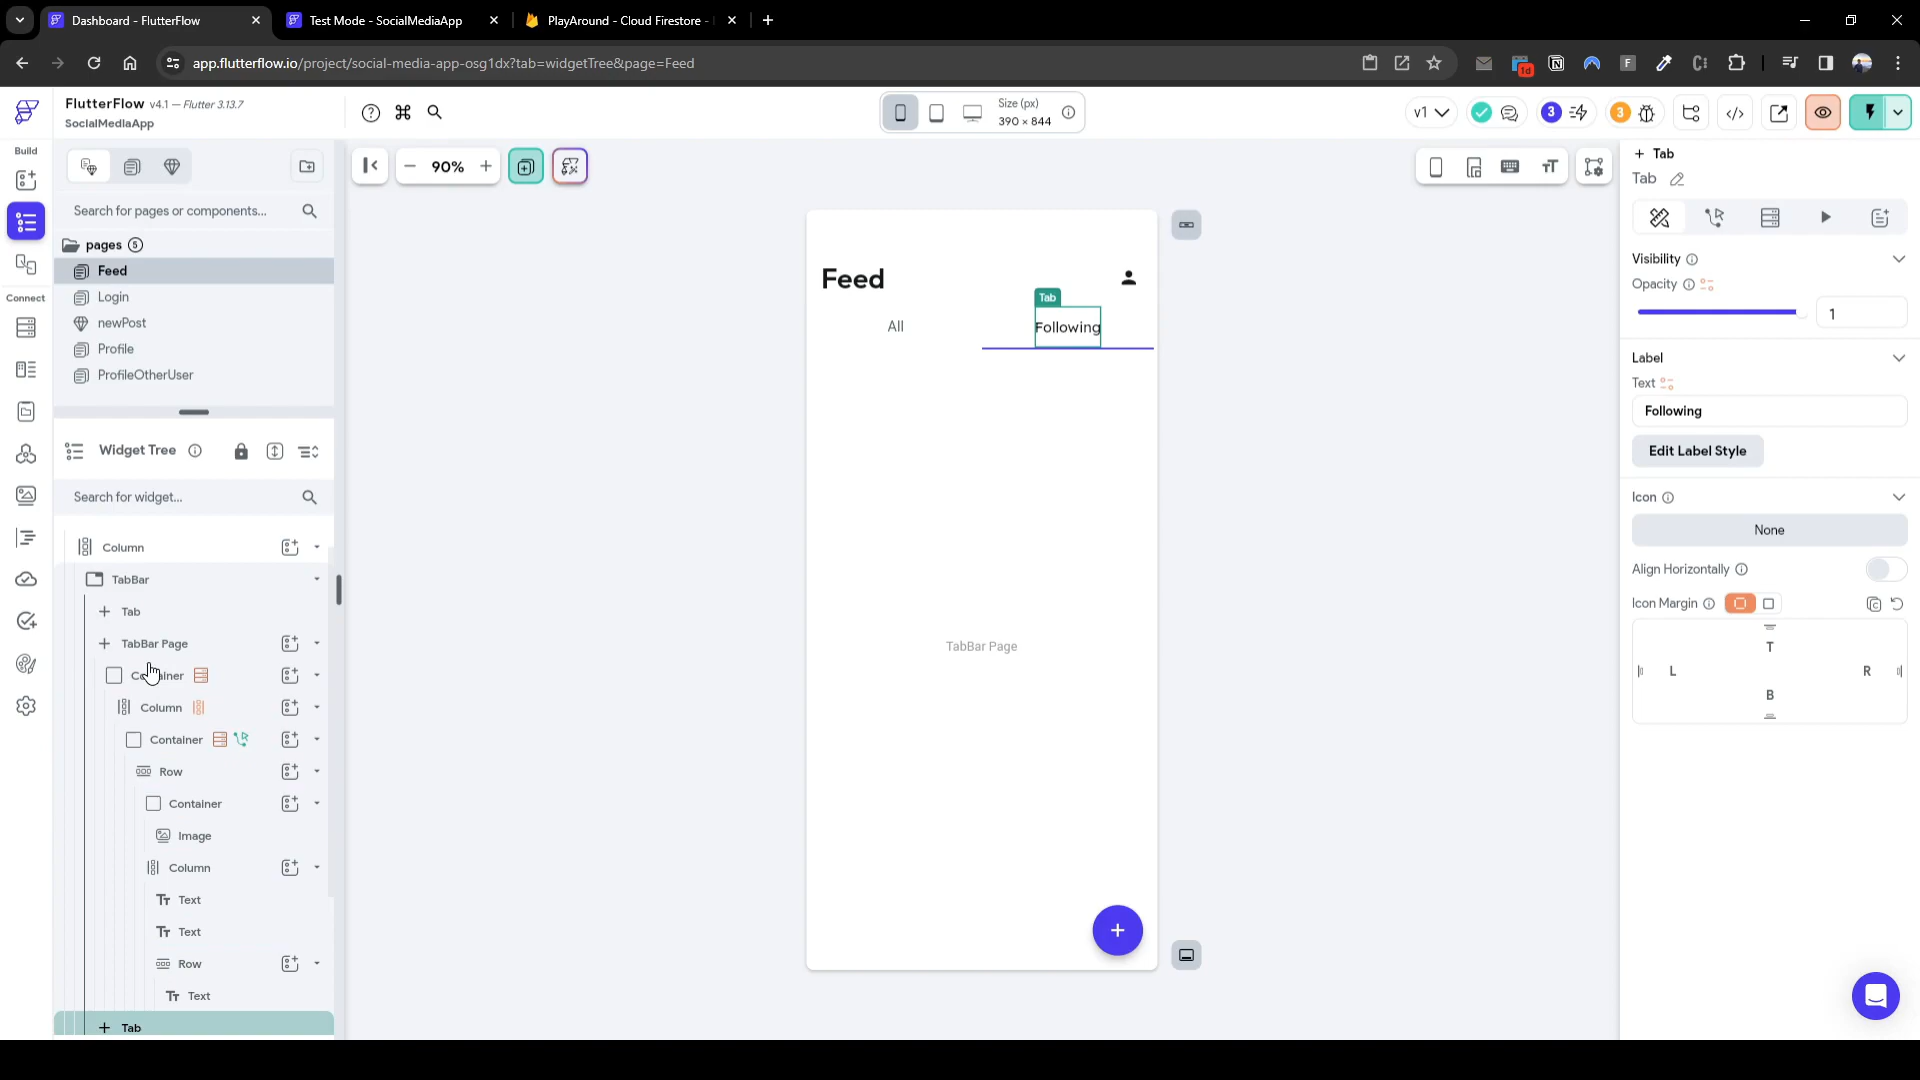 Dashboard - FlutterFlow
Test Mode - SocialMediaApp
PlayAround - Cloud Firestore -
app.flutterflow.io/project/social-media-app-osg1dx?tab=widgetTree&page=Feed
1d
F
FlutterFlow v4.1 — Flutter 3.13.7
SocialMediaApp
Size (px)
390 × 844
v1
3
3
Build
Connect
Search for pages or components...
pages 5
Feed
Login
newPost
Profile
ProfileOtherUser
Widget Tree
Search for widget...
Column
TabBar
Tab
TabBar Page
Container
Column
Container
Row
Container
Image
Column
Text
Text
Row
Text
Tab
90%
Feed
Tab
All
Following
TabBar Page
Tab
Tab
Visibility
Opacity
1
Label
Text
Following
Edit Label Style
Icon
None
Align Horizontally
Icon Margin
T
L
R
B